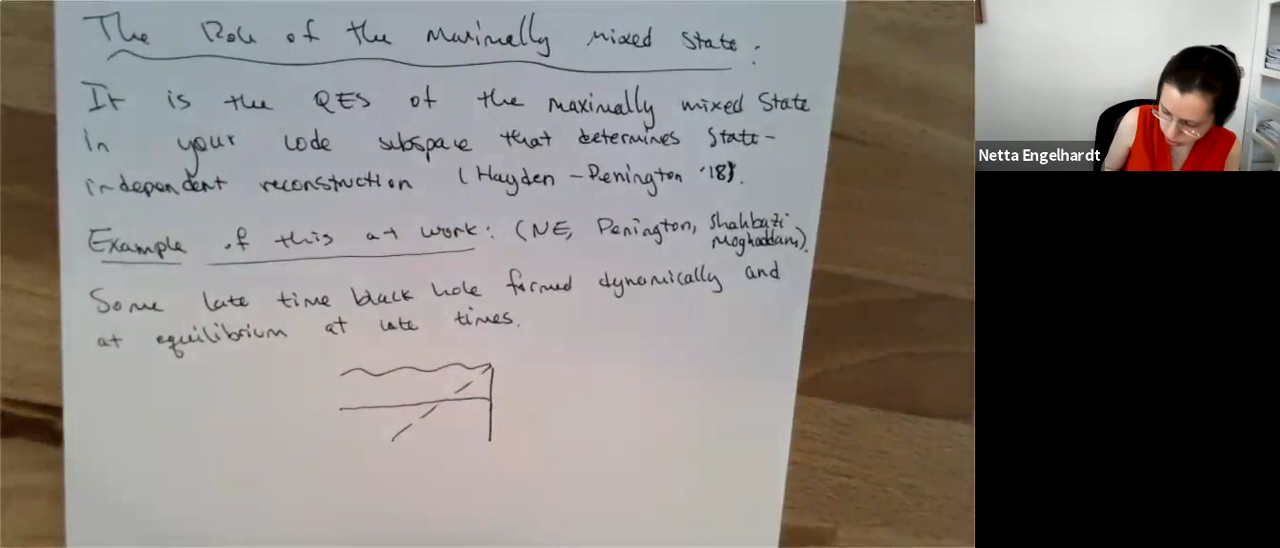 The Role of the Maximally mixed State:
It is the QES of the maximally mixed State
in your code subspace that determines State-
independent reconstruction (Hayden-Penington '18).
Example of this at work: (NE, Penington, Shahbazi
Moghaddam).
Some late time black hole formed dynamically and
at equilibrium at late times.
Netta Engelhardt